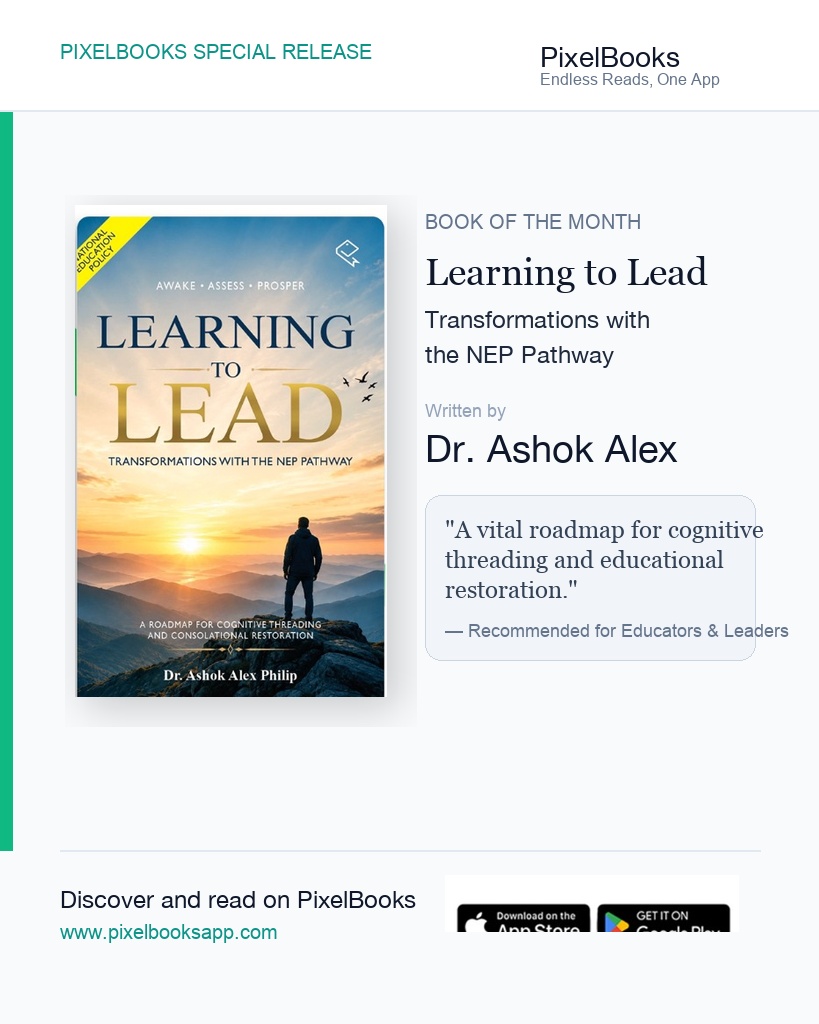 PIXELBOOKS SPECIAL RELEASE
PixelBooks
Endless Reads, One App
NATIONAL
EDUCATION
POLICY
AWAKE • ASSESS • PROSPER
LEARNING
TO
LEAD
TRANSFORMATIONS WITH THE NEP PATHWAY
A ROADMAP FOR COGNITIVE THREADING
AND CONSOLATIONAL RESTORATION
Dr. Ashok Alex Philip
BOOK OF THE MONTH
Learning to Lead
Transformations with
the NEP Pathway
Written by
Dr. Ashok Alex
"A vital roadmap for cognitive
threading and educational
restoration."
— Recommended for Educators & Leaders
Discover and read on PixelBooks
www.pixelbooksapp.com
Download on the
App Store
GET IT ON
Google Play